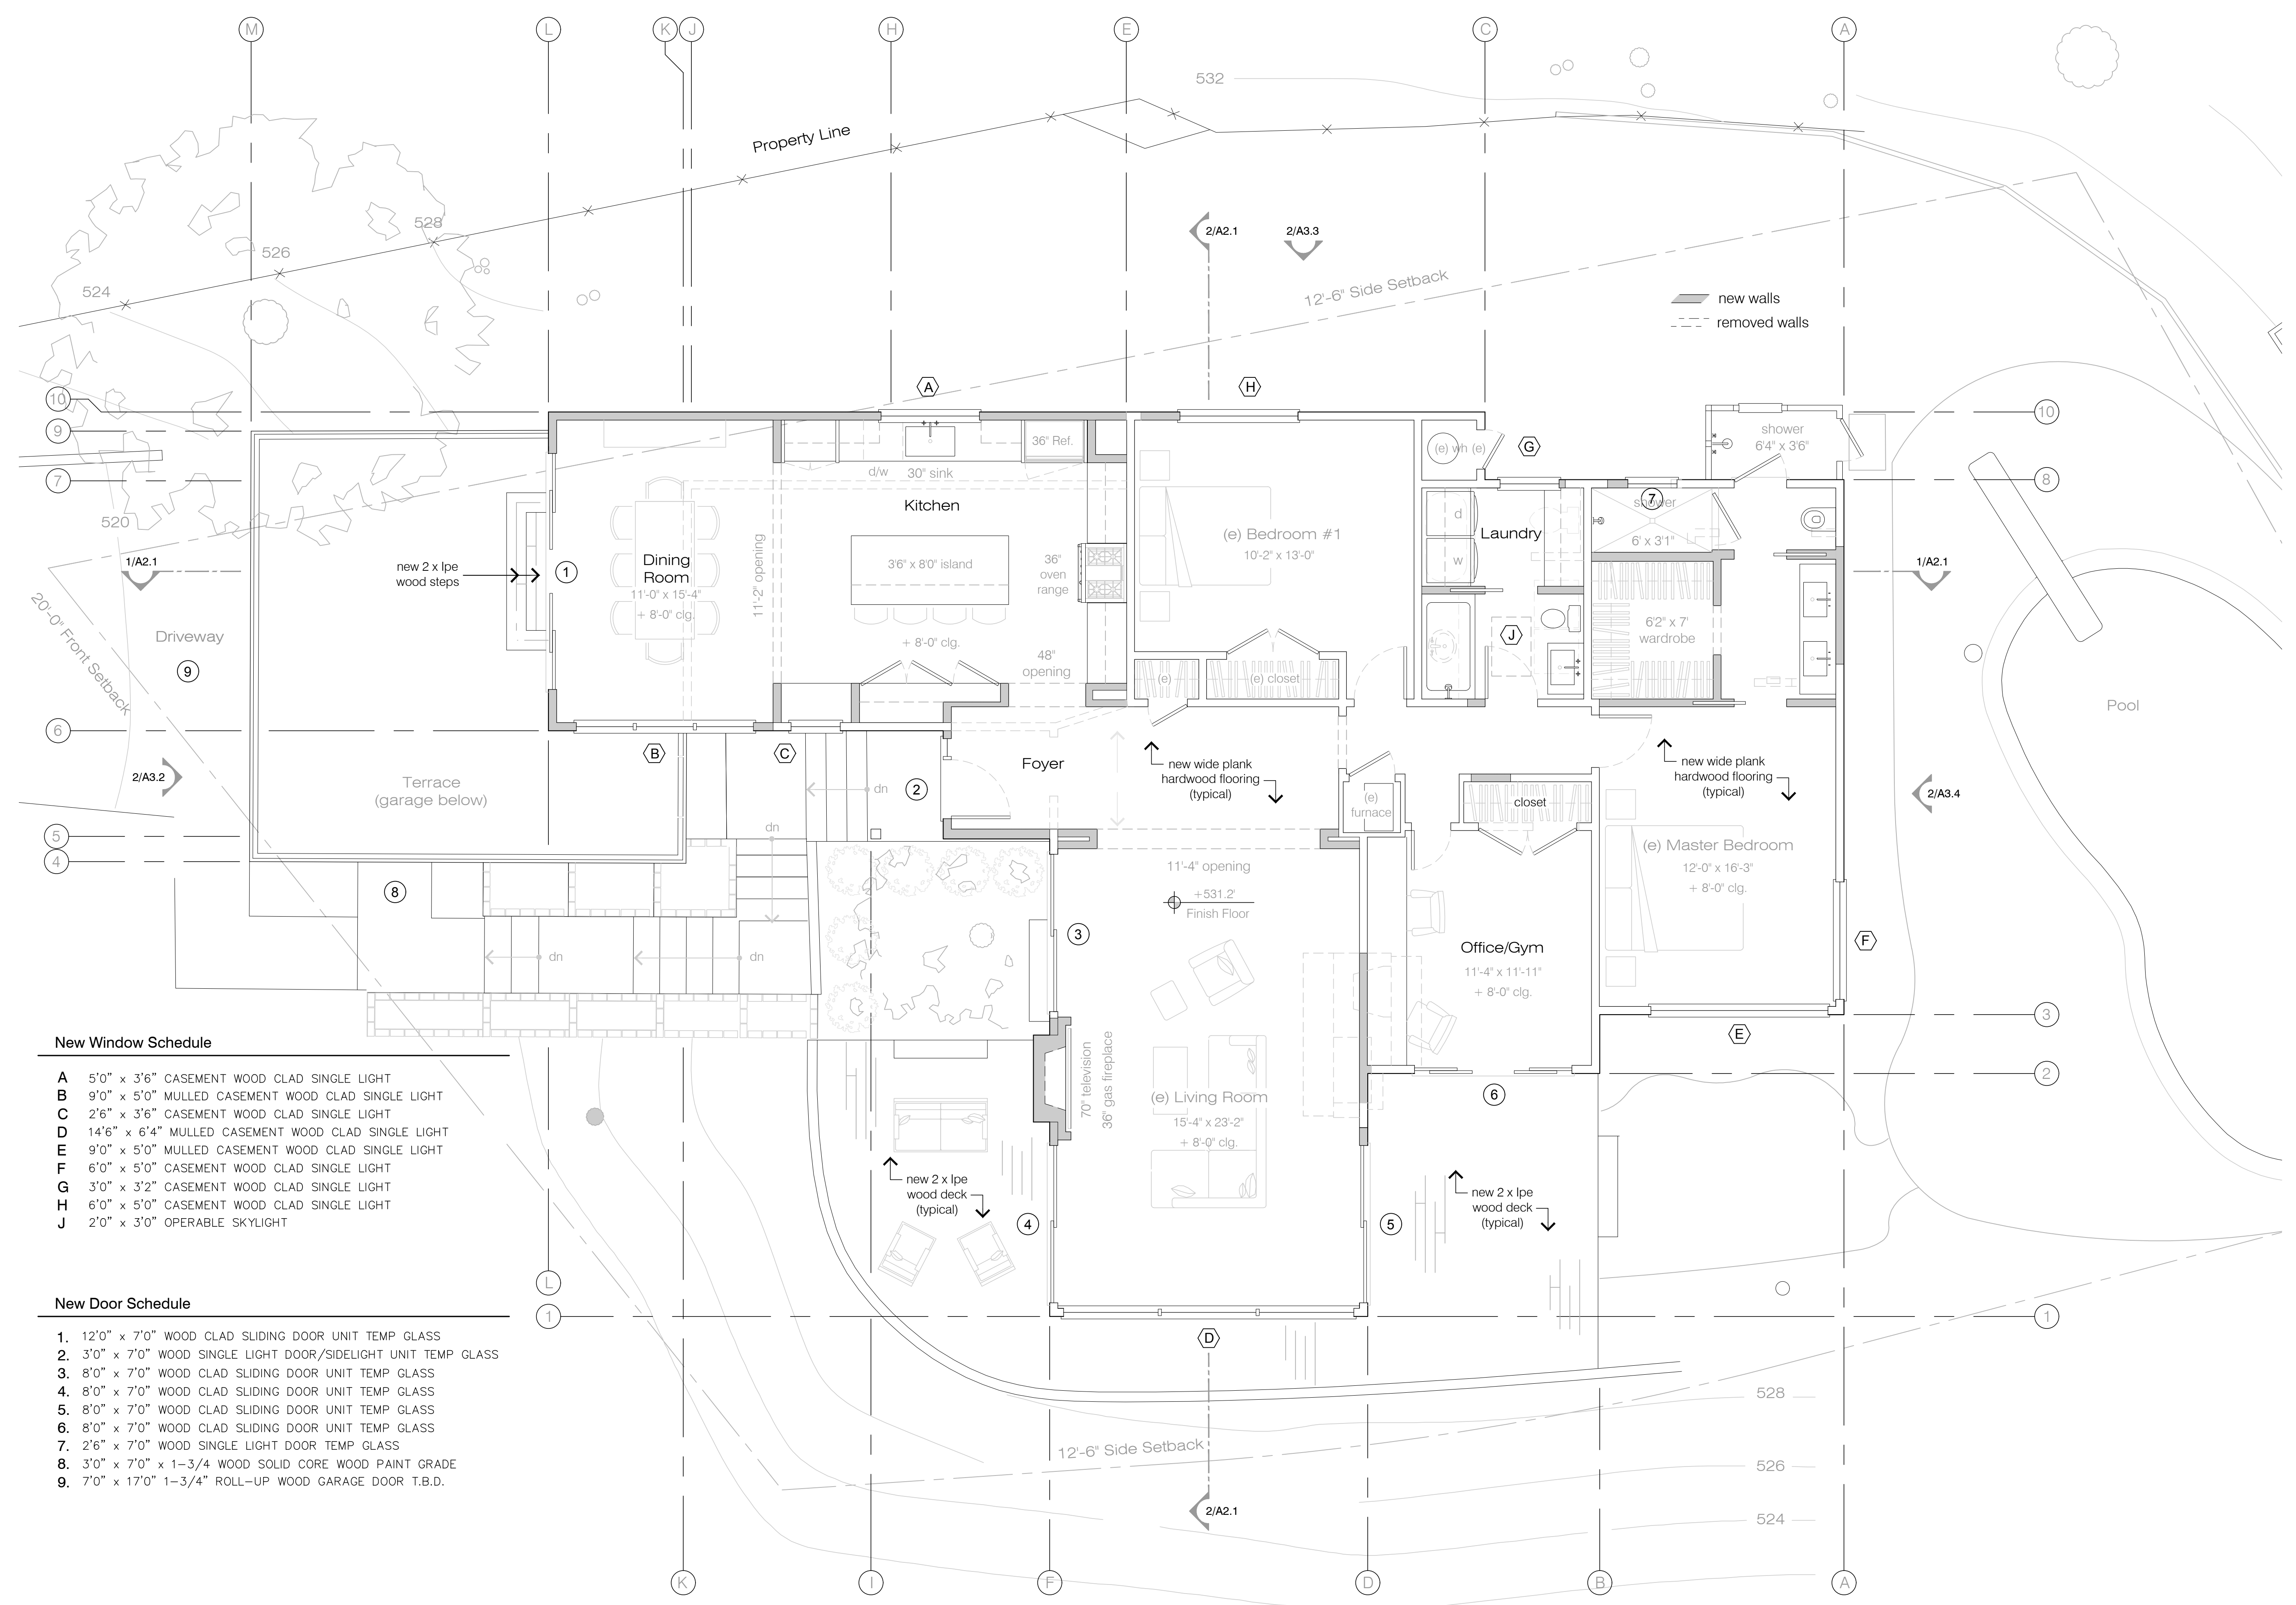 M
L
K
J
H
E
C
A
532
Property Line
528
526
524
2/A2.1
2/A3.3
12'-6" Side Setback
new walls
removed walls
10
A
H
10
9
shower
6'4" x 3'6"
36" Ref.
(e) wh (e)
G
d/w
30" sink
7
8
7
shower
Kitchen
520
d
Laundry
(e) Bedroom #1
10'-2" x 13'-0"
6' x 3'1"
1/A2.1
new 2 x Ipe
wood steps
1
Dining
Room
11'-0" x 15'-4"
+ 8'-0" clg.
11'-2" opening
3'6" x 8'0" island
36"
oven
range
w
1/A2.1
20'-0" Front Setback
Driveway
9
+ 8'-0" clg.
48"
opening
J
6'2" x 7'
wardrobe
(e)
(e) closet
Pool
6
B
C
Foyer
new wide plank
hardwood flooring
(typical)
new wide plank
hardwood flooring
(typical)
2/A3.2
Terrace
(garage below)
dn
2
(e)
furnace
closet
2/A3.4
dn
5
4
11'-4" opening
(e) Master Bedroom
12'-0" x 16'-3"
+ 8'-0" clg.
8
+531.2'
Finish Floor
3
F
Office/Gym
11'-4" x 11'-11"
+ 8'-0" clg.
dn
dn
3
E
70" television
36" gas fireplace
2
6
(e) Living Room
15'-4" x 23'-2"
+ 8'-0" clg.
new 2 x Ipe
wood deck
(typical)
new 2 x Ipe
wood deck
(typical)
4
5
L
1
1
D
528
12'-6" Side Setback
526
2/A2.1
524
K
I
F
D
B
A
New Window Schedule
A 5'0" x 3'6" CASEMENT WOOD CLAD SINGLE LIGHT
B 9'0" x 5'0" MULLED CASEMENT WOOD CLAD SINGLE LIGHT
C 2'6" x 3'6" CASEMENT WOOD CLAD SINGLE LIGHT
D 14'6" x 6'4" MULLED CASEMENT WOOD CLAD SINGLE LIGHT
E 9'0" x 5'0" MULLED CASEMENT WOOD CLAD SINGLE LIGHT
F 6'0" x 5'0" CASEMENT WOOD CLAD SINGLE LIGHT
G 3'0" x 3'2" CASEMENT WOOD CLAD SINGLE LIGHT
H 6'0" x 5'0" CASEMENT WOOD CLAD SINGLE LIGHT
J 2'0" x 3'0" OPERABLE SKYLIGHT
New Door Schedule
1. 12'0" x 7'0" WOOD CLAD SLIDING DOOR UNIT TEMP GLASS
2. 3'0" x 7'0" WOOD SINGLE LIGHT DOOR/SIDELIGHT UNIT TEMP GLASS
3. 8'0" x 7'0" WOOD CLAD SLIDING DOOR UNIT TEMP GLASS
4. 8'0" x 7'0" WOOD CLAD SLIDING DOOR UNIT TEMP GLASS
5. 8'0" x 7'0" WOOD CLAD SLIDING DOOR UNIT TEMP GLASS
6. 8'0" x 7'0" WOOD CLAD SLIDING DOOR UNIT TEMP GLASS
7. 2'6" x 7'0" WOOD SINGLE LIGHT DOOR TEMP GLASS
8. 3'0" x 7'0" x 1-3/4 WOOD SOLID CORE WOOD PAINT GRADE
9. 7'0" x 17'0" 1-3/4" ROLL-UP WOOD GARAGE DOOR T.B.D.